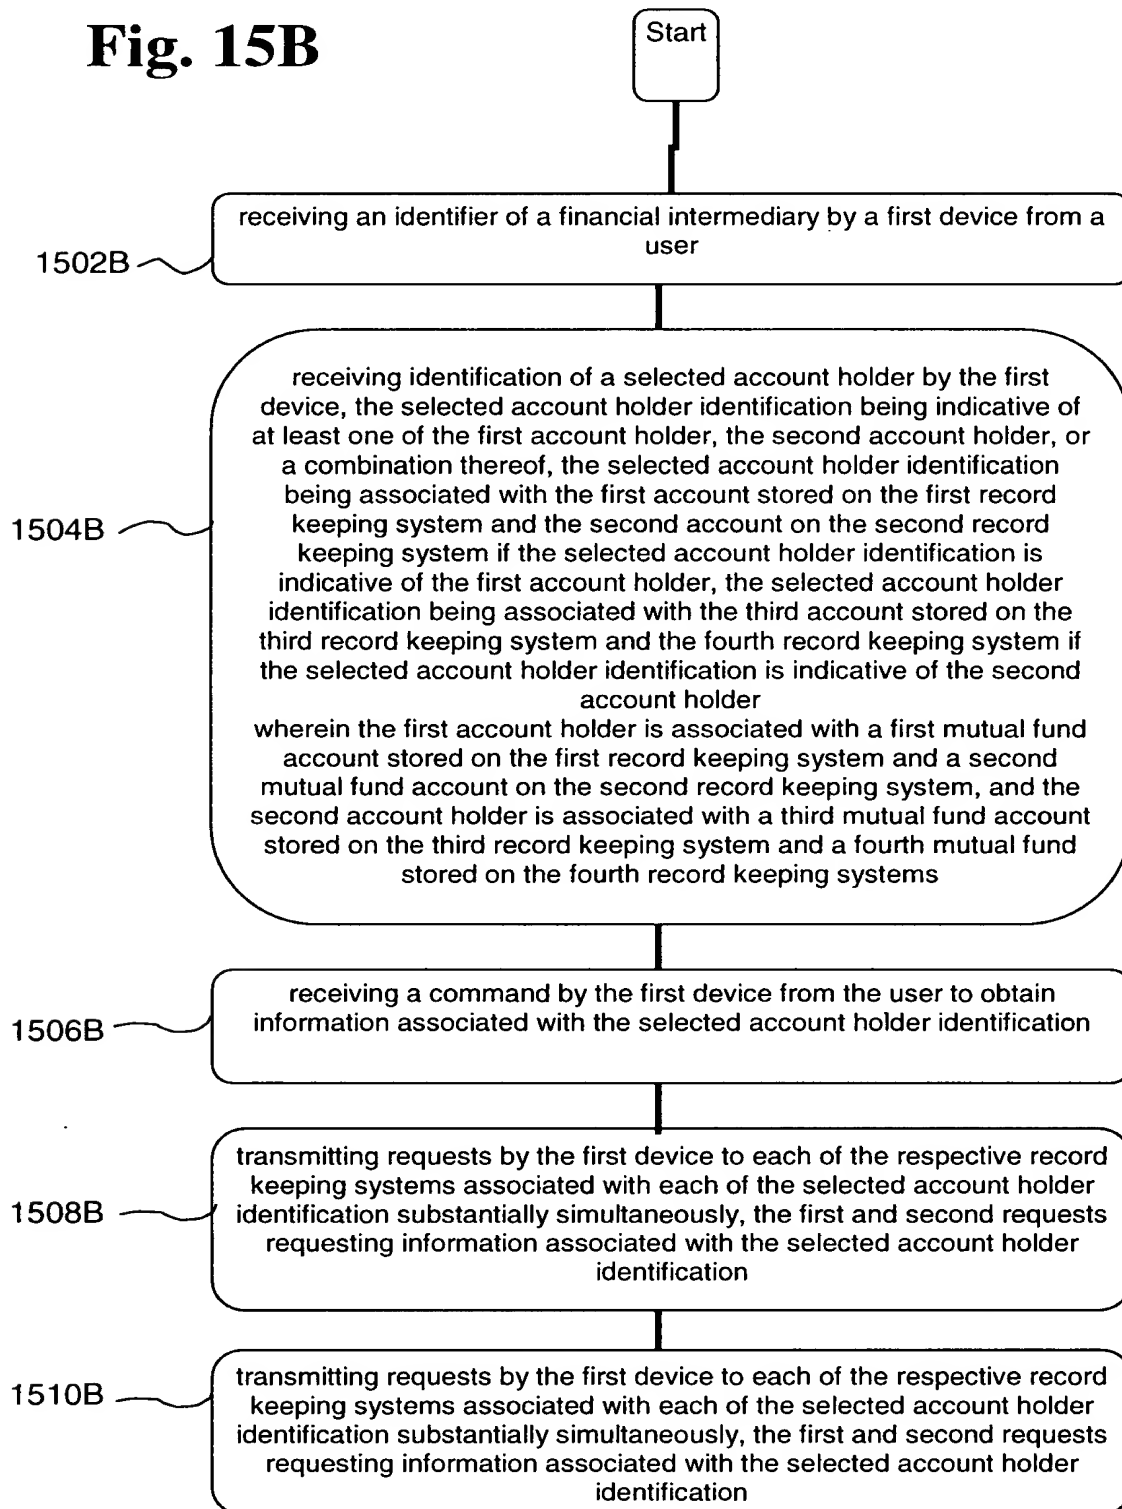 Fig. 15B
Start
receiving an identifier of a financial intermediary by a first device from a
user
1502B
receiving identification of a selected account holder by the first
device, the selected account holder identification being indicative of
at least one of the first account holder, the second account holder, or
a combination thereof, the selected account holder identification
being associated with the first account stored on the first record
keeping system and the second account on the second record
keeping system if the selected account holder identification is
indicative of the first account holder, the selected account holder
identification being associated with the third account stored on the
third record keeping system and the fourth record keeping system if
the selected account holder identification is indicative of the second
account holder
wherein the first account holder is associated with a first mutual fund
account stored on the first record keeping system and a second
mutual fund account on the second record keeping system, and the
second account holder is associated with a third mutual fund account
stored on the third record keeping system and a fourth mutual fund
stored on the fourth record keeping systems
1504B
receiving a command by the first device from the user to obtain
information associated with the selected account holder identification
1506B
transmitting requests by the first device to each of the respective record
keeping systems associated with each of the selected account holder
identification substantially simultaneously, the first and second requests
requesting information associated with the selected account holder
identification
1508B
transmitting requests by the first device to each of the respective record
keeping systems associated with each of the selected account holder
identification substantially simultaneously, the first and second requests
requesting information associated with the selected account holder
identification
1510B